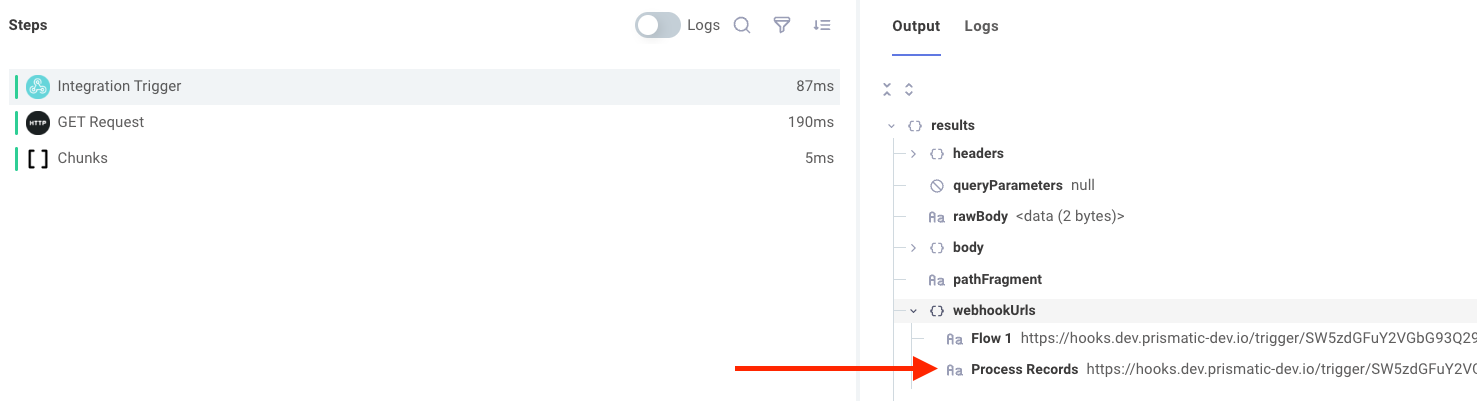 Steps
Logs
Integration Trigger 87ms
HTTP GET Request 190ms
[ ] Chunks 5ms
Output Logs
{} results
{} headers
queryParameters null
Aa rawBody <data (2 bytes)>
{} body
Aa pathFragment
{} webhookUrls
Aa Flow 1 https://hooks.dev.prismatic-dev.io/trigger/SW5zdGFuY2VGbG93Q29
Aa Process Records https://hooks.dev.prismatic-dev.io/trigger/SW5zdGFuY2VG